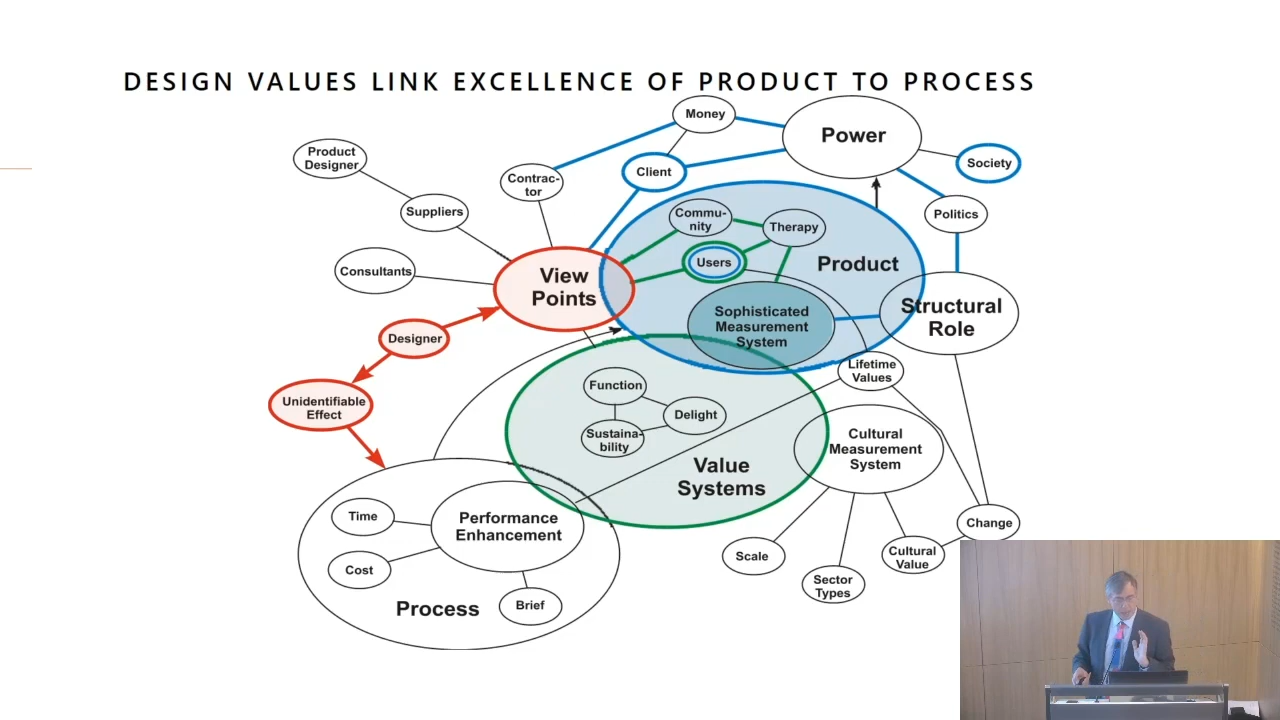 DESIGN VALUES LINK EXCELLENCE OF PRODUCT TO PROCESS
Money
Power
Product
Designer
Contrac-
tor
Client
Society
Suppliers
Commu-
nity
Therapy
Politics
Consultants
View
Points
Users
Product
Sophisticated
Measurement
System
Structural
Role
Designer
Unidentifiable
Effect
Function
Delight
Sustaina-
bility
Lifetime
Values
Value
Systems
Cultural
Measurement
System
Time
Performance
Enhancement
Cost
Brief
Process
Scale
Sector
Types
Cultural
Value
Change